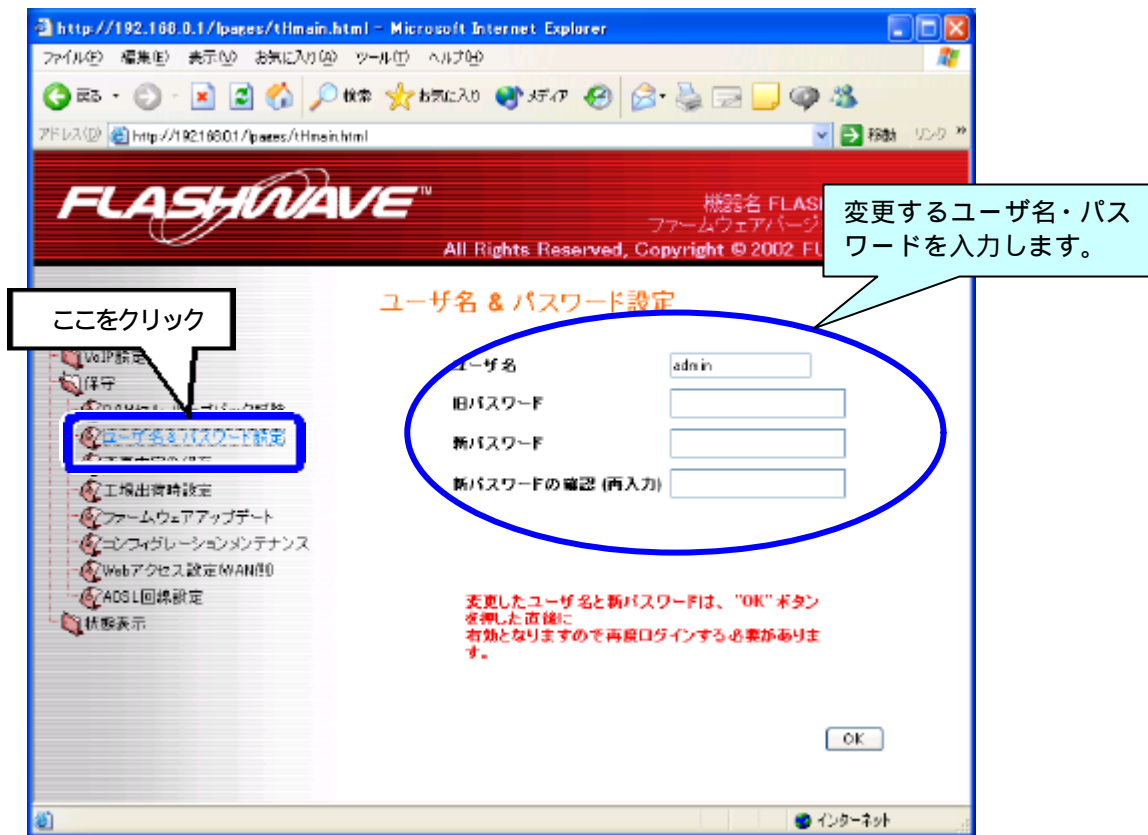 http://192.168.0.1/lpages/tHmain.html - Microsoft Internet Explorer
ファイル(F) 編集(E) 表示(V) お気に入り(A) ツール(T) ヘルプ(H)
戻る 検索 お気に入り メディア
アドレス(D) http://192.168.0.1/lpages/tHmain.html 移動 リンク »
FLASHWAVE™
機器名 FLAS
ファームウェアバージ
All Rights Reserved, Copyright © 2002 FU
変更するユーザ名・パス
ワードを入力します。
ユーザ名 & パスワード設定
ここをクリック
VoIP設定
保守
ユーザ名&パスワード設定
工場出荷時設定
ファームウェアアップデート
コンフィグレーションメンテナンス
Webアクセス設定(WAN側)
ADSL回線設定
状態表示
ユーザ名 admin
旧パスワード
新パスワード
新パスワードの確認 (再入力)
変更したユーザ名と新パスワードは、"OK"ボタン
を押した直後に
有効となりますので再度ログインする必要がありま
す。
OK
インターネット